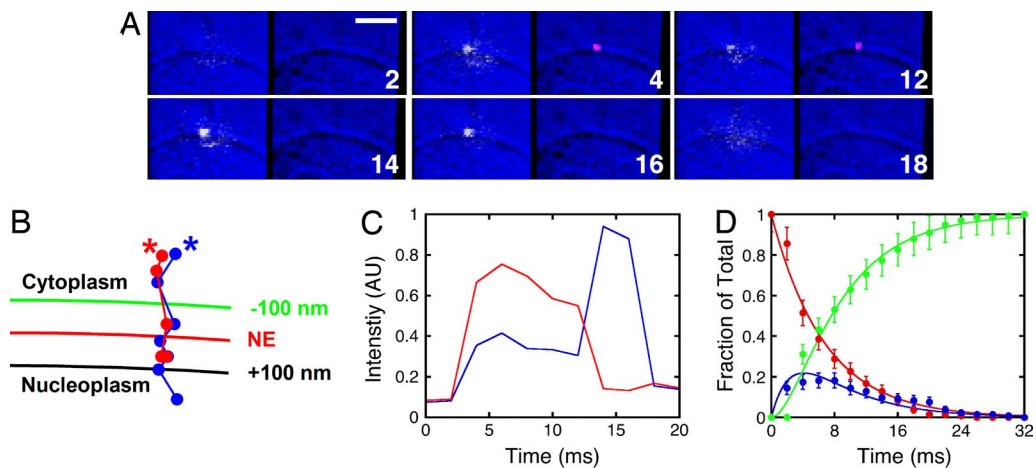 A
2
4
12
14
16
18
B
* *
Cytoplasm
-100 nm
NE
+100 nm
Nucleoplasm
C
Intenstiy (AU)
1
0.8
0.6
0.4
0.2
0
0 5 10 15 20
Time (ms)
D
Fraction of Total
1
0.8
0.6
0.4
0.2
0
0 8 16 24 32
Time (ms)